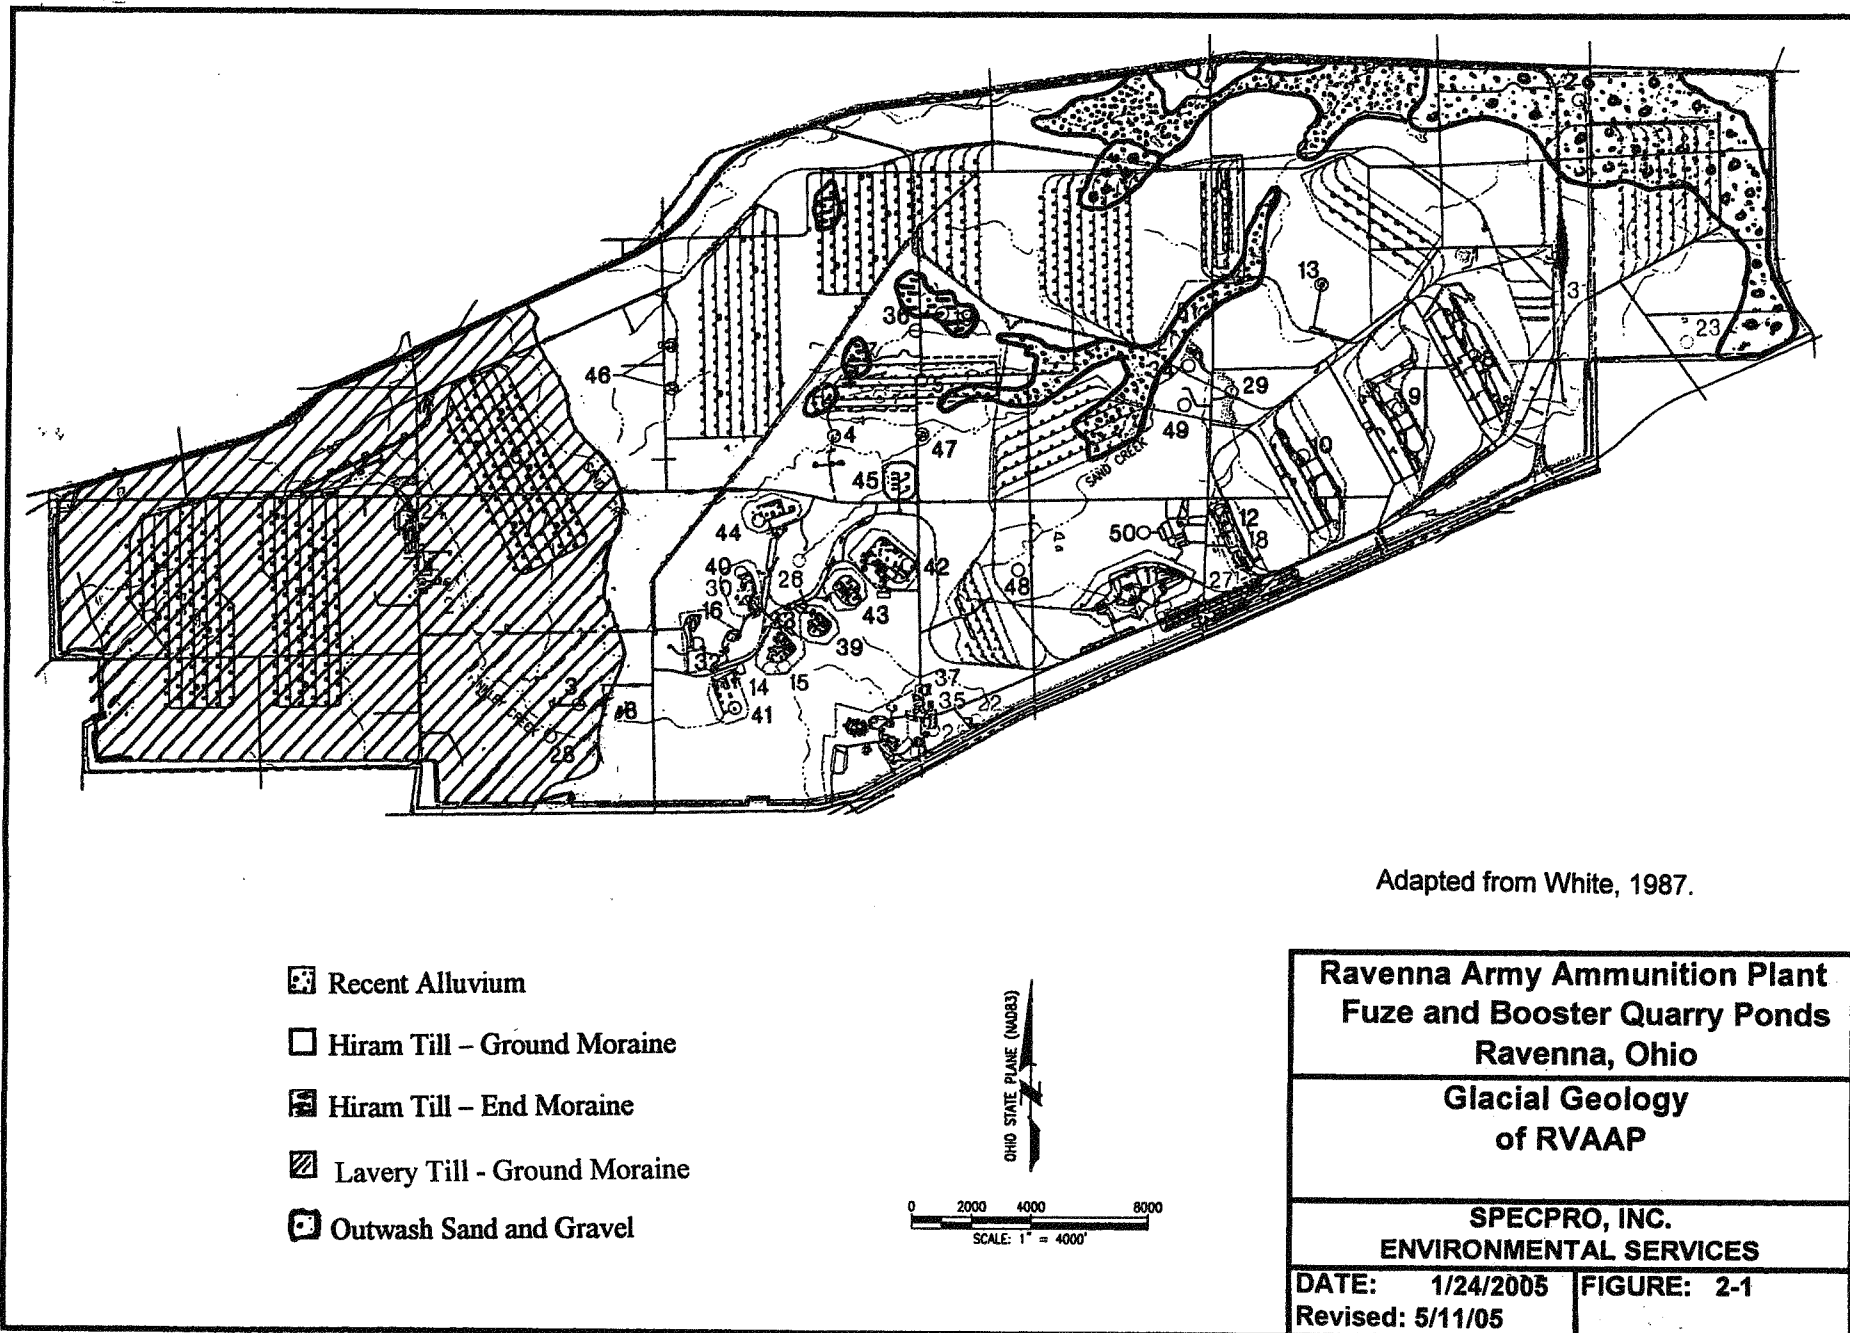 2
13
36
3
23
46
29
9
4
47
49
10
45
SAND CREEK
44
50
12
18
40
42
26
30
11
48
27
16
43
39
32
14
15
37
3
35
22
8
41
28
Adapted from White, 1987.
Recent Alluvium
Hiram Till – Ground Moraine
Hiram Till – End Moraine
Lavery Till - Ground Moraine
Outwash Sand and Gravel
OHIO STATE PLANE (NAD83)
0 2000 4000 8000
SCALE: 1" = 4000'
Ravenna Army Ammunition Plant
Fuze and Booster Quarry Ponds
Ravenna, Ohio
Glacial Geology
of RVAAP
SPECPRO, INC.
ENVIRONMENTAL SERVICES
DATE: 1/24/2005 FIGURE: 2-1
Revised: 5/11/05